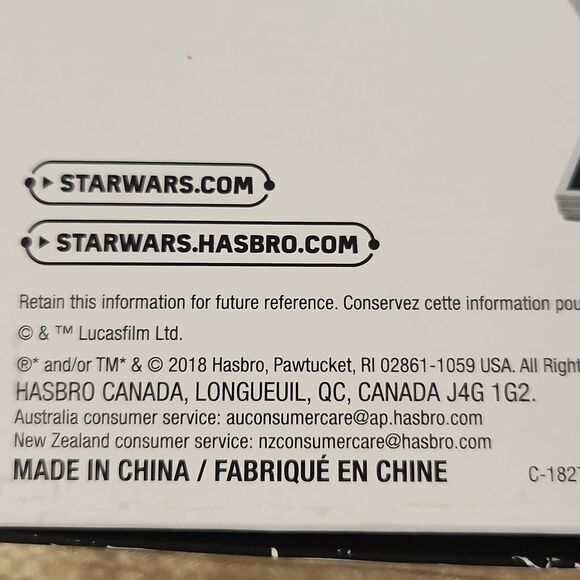 STARWARS.COM
STARWARS.HASBRO.COM
Retain this information for future reference. Conservez cette information
© & ™ Lucasfilm Ltd.
®* and/or TM* & © 2018 Hasbro, Pawtucket, RI 02861-1059 USA. All
HASBRO CANADA, LONGUEUIL, QC, CANADA J4G 1G2.
Australia consumer service: auconsumercare@ap.hasbro.com
New Zealand consumer service: nzconsumercare@hasbro.com
MADE IN CHINA / FABRIQUÉ EN CHINE